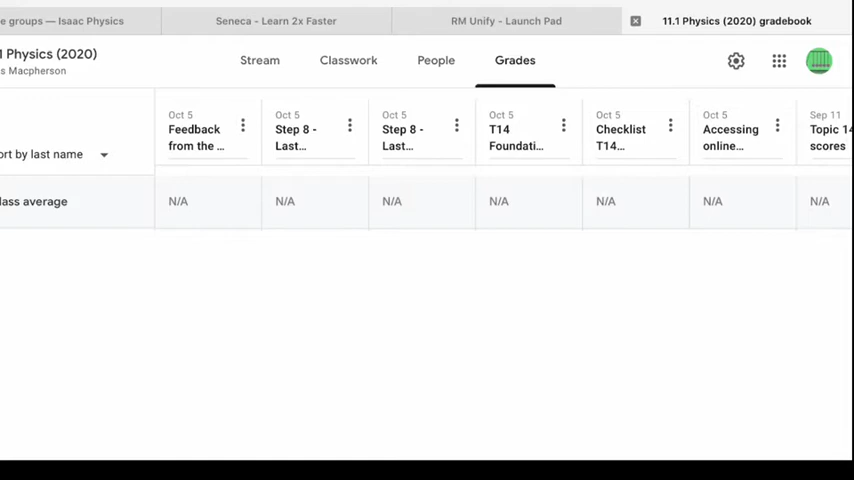 e groups — Isaac Physics
Seneca - Learn 2x Faster
RM Unify - Launch Pad
11.1 Physics (2020) gradebook
1 Physics (2020)
s Macpherson
Stream
Classwork
People
Grades
ort by last name
Oct 5
Feedback
from the ...
Oct 5
Step 8 -
Last...
Oct 5
Step 8 -
Last...
Oct 5
T14
Foundati...
Oct 5
Checklist
T14...
Oct 5
Accessing
online...
Sep 11
Topic 14
scores
lass average
N/A
N/A
N/A
N/A
N/A
N/A
N/A